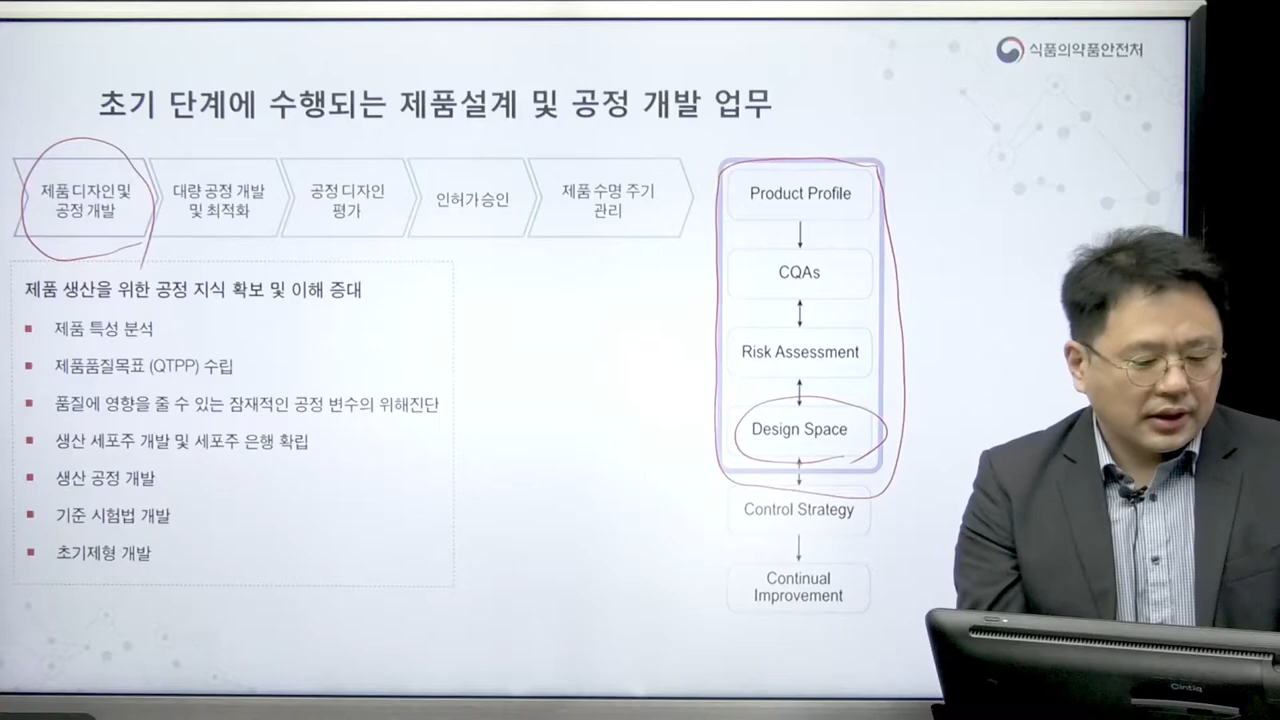 식품의약품안전처
초기 단계에 수행되는 제품설계 및 공정 개발 업무
제품 디자인 및
공정 개발
대량 공정 개발
및 최적화
공정 디자인
평가
인허가 승인
제품 수명 주기
관리
제품 생산을 위한 공정 지식 확보 및 이해 증대
제품 특성 분석
제품품질목표 (QTPP) 수립
품질에 영향을 줄 수 있는 잠재적인 공정 변수의 위해진단
생산 세포주 개발 및 세포주 은행 확립
생산 공정 개발
기준 시험법 개발
초기제형 개발
Product Profile
CQAs
Risk Assessment
Design Space
Control Strategy
Continual
Improvement
Cintiq